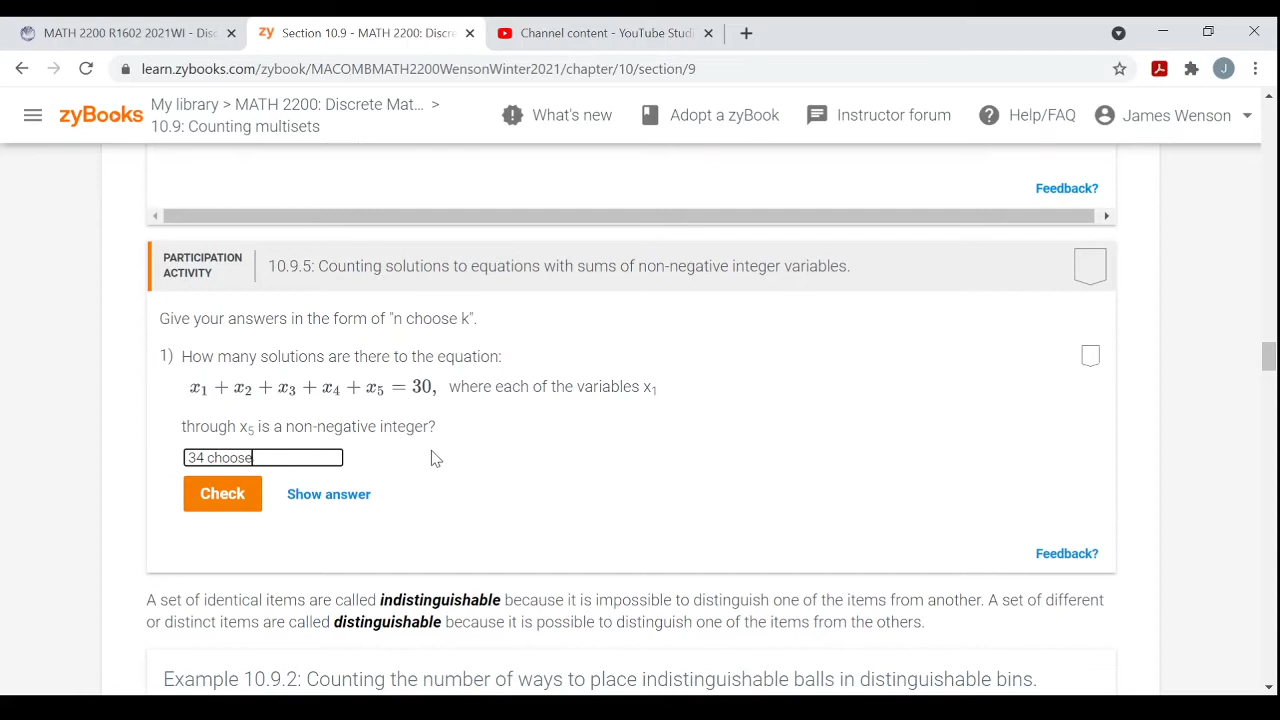 MATH 2200 R1602 2021WI - Disc
zy Section 10.9 - MATH 2200: Discre
Channel content - YouTube Studi
learn.zybooks.com/zybook/MACOMBMATH2200WensonWinter2021/chapter/10/section/9
J
zyBooks
My library > MATH 2200: Discrete Mat... >
10.9: Counting multisets
What's new
Adopt a zyBook
Instructor forum
Help/FAQ
James Wenson
Feedback?
PARTICIPATION
ACTIVITY
10.9.5: Counting solutions to equations with sums of non-negative integer variables.
Give your answers in the form of "n choose k".
1) How many solutions are there to the equation:
x₁ + x₂ + x₃ + x₄ + x₅ = 30, where each of the variables x₁
through x₅ is a non-negative integer?
34 choose
Check
Show answer
Feedback?
A set of identical items are called indistinguishable because it is impossible to distinguish one of the items from another. A set of different
or distinct items are called distinguishable because it is possible to distinguish one of the items from the others.
Example 10.9.2: Counting the number of ways to place indistinguishable balls in distinguishable bins.